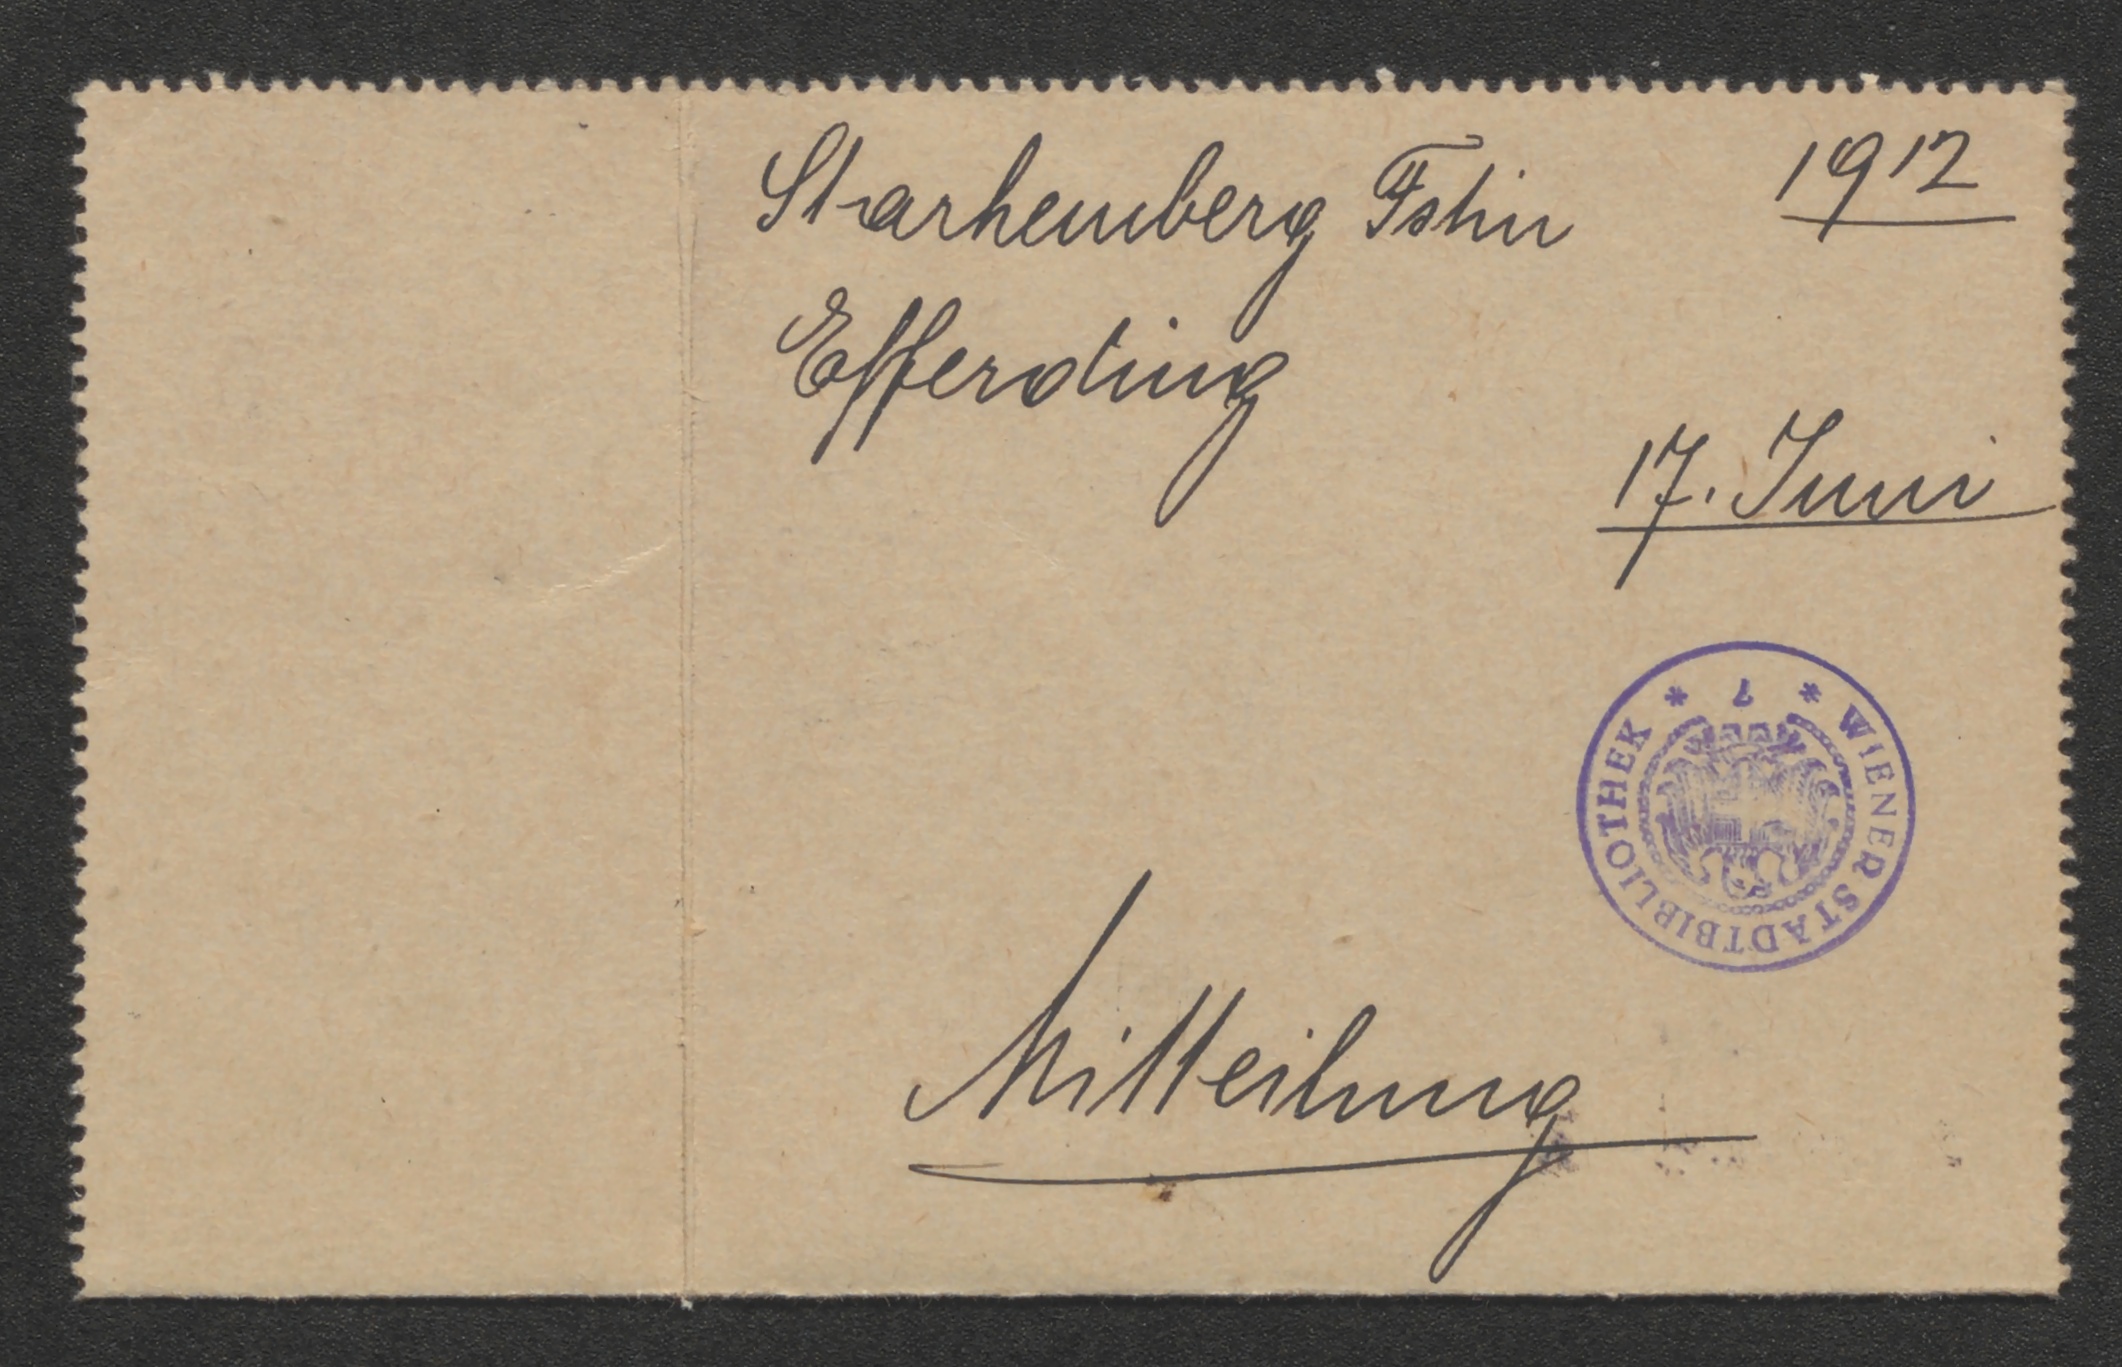 Starhemberg Fstin
1912
Efferding
17. Juni
* WIENER STADTBIBLIOTHEK * 7
Mitteilung